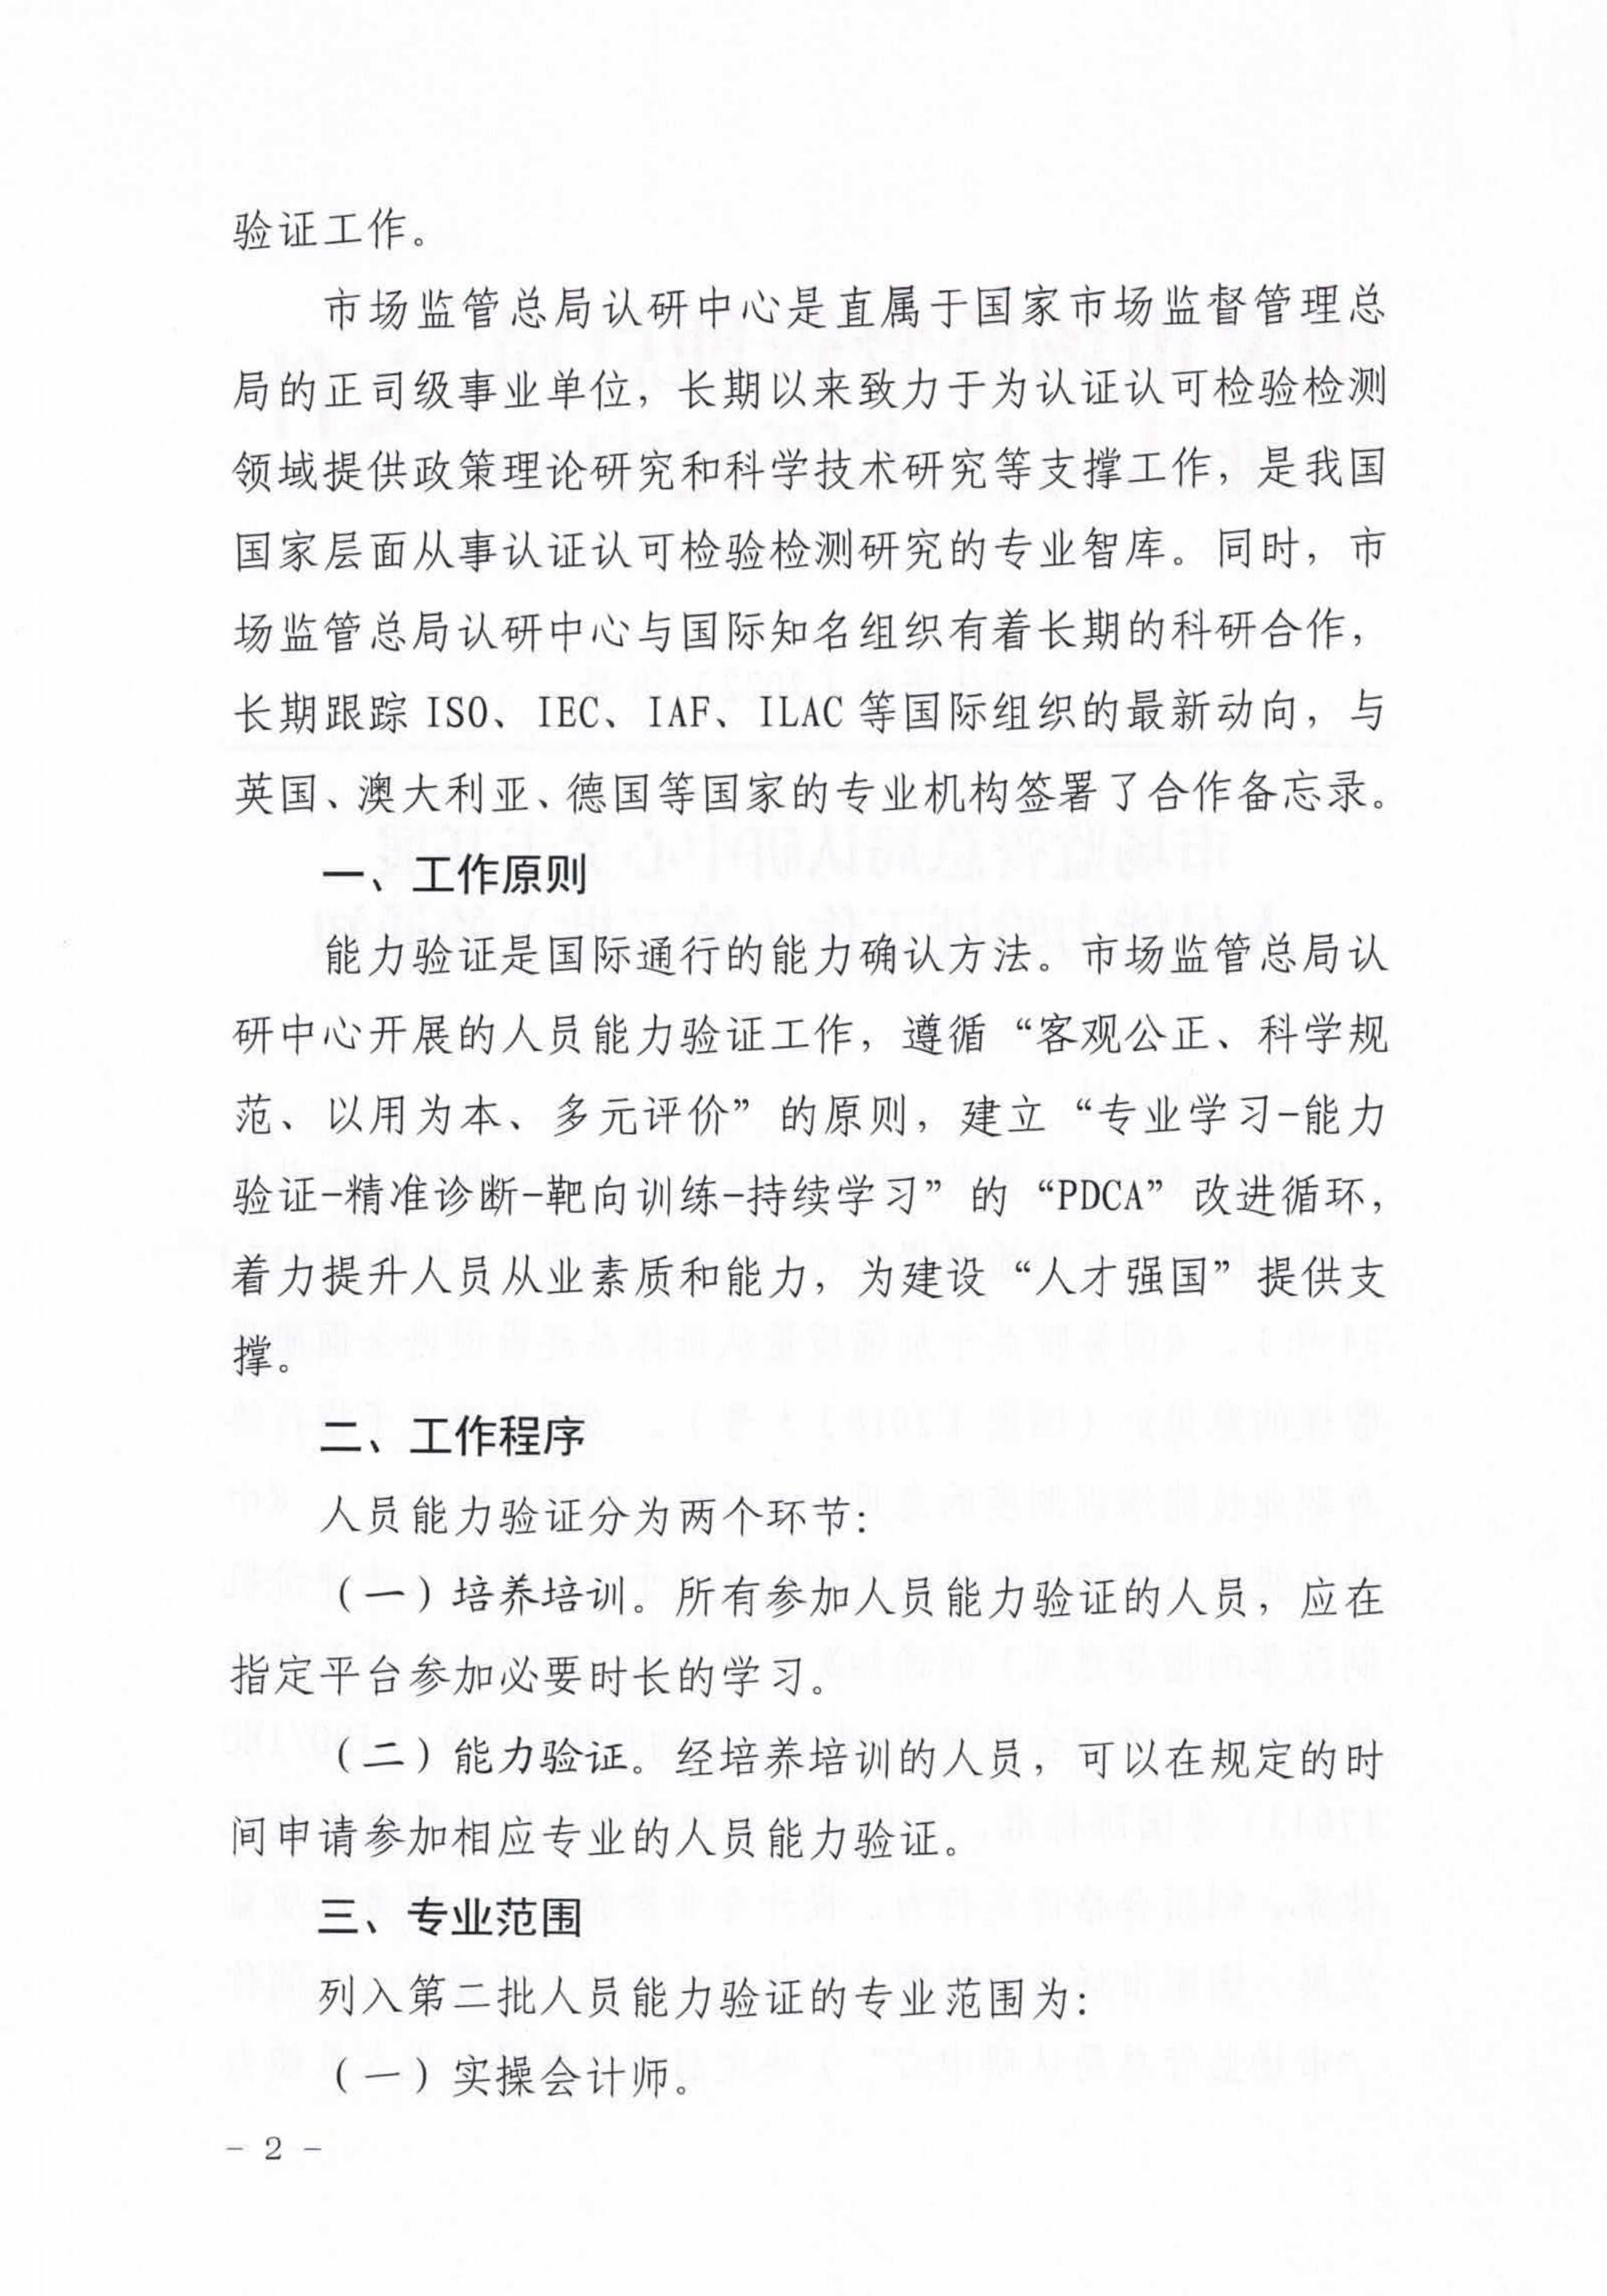 验证工作。
市场监管总局认研中心是直属于国家市场监督管理总
局的正司级事业单位，长期以来致力于为认证认可检验检测
领域提供政策理论研究和科学技术研究等支撑工作，是我国
国家层面从事认证认可检验检测研究的专业智库。同时，市
场监管总局认研中心与国际知名组织有着长期的科研合作，
长期跟踪 ISO、IEC、IAF、ILAC 等国际组织的最新动向，与
英国、澳大利亚、德国等国家的专业机构签署了合作备忘录。
一、工作原则
能力验证是国际通行的能力确认方法。市场监管总局认
研中心开展的人员能力验证工作，遵循“客观公正、科学规
范、以用为本、多元评价”的原则，建立“专业学习-能力
验证-精准诊断-靶向训练-持续学习”的“PDCA”改进循环，
着力提升人员从业素质和能力，为建设“人才强国”提供支
撑。
二、工作程序
人员能力验证分为两个环节：
（一）培养培训。所有参加人员能力验证的人员，应在
指定平台参加必要时长的学习。
（二）能力验证。经培养培训的人员，可以在规定的时
间申请参加相应专业的人员能力验证。
三、专业范围
列入第二批人员能力验证的专业范围为：
（一）实操会计师。
- 2 -